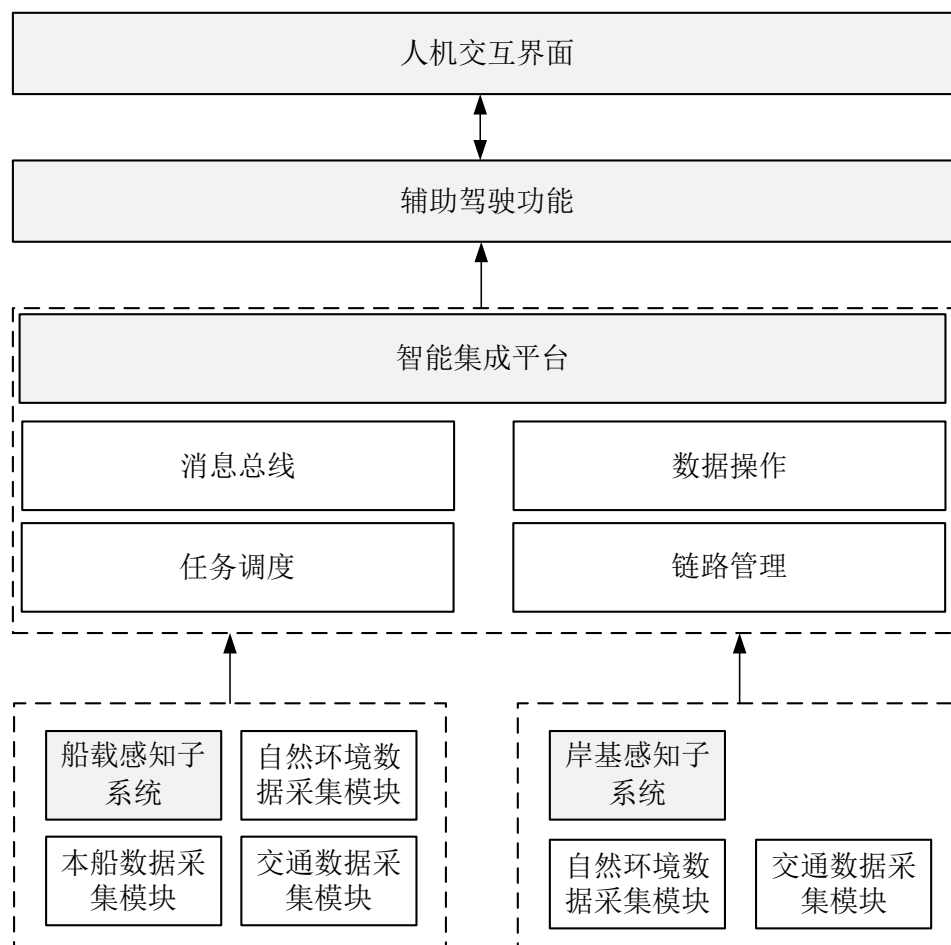 人机交互界面
辅助驾驶功能
智能集成平台
消息总线
数据操作
任务调度
链路管理
船载感知子
系统
自然环境数
据采集模块
本船数据采
集模块
交通数据采
集模块
岸基感知子
系统
自然环境数
据采集模块
交通数据采
集模块